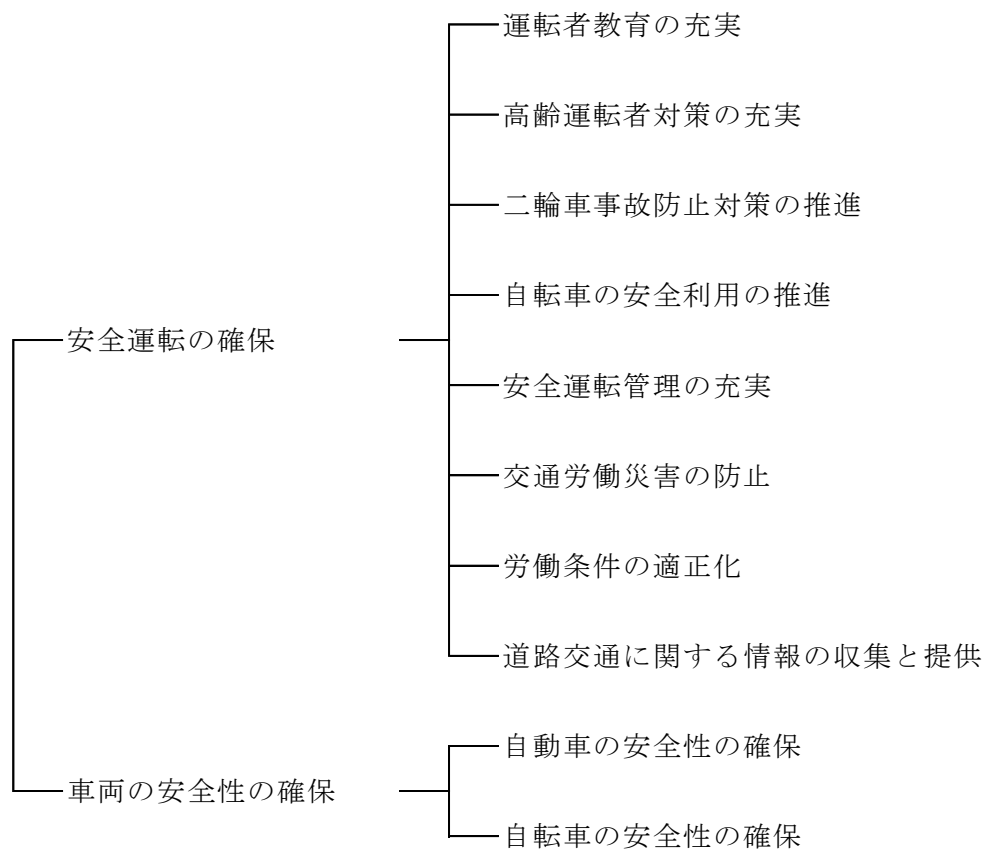 運転者教育の充実
高齢運転者対策の充実
二輪車事故防止対策の推進
自転車の安全利用の推進
安全運転の確保
安全運転管理の充実
交通労働災害の防止
労働条件の適正化
道路交通に関する情報の収集と提供
自動車の安全性の確保
車両の安全性の確保
自転車の安全性の確保